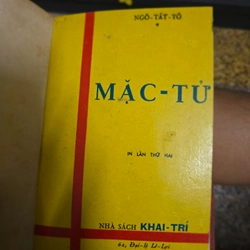 NGÔ-TẤT-TỐ
MẶC-TỬ
IN LẦN THỨ HAI
NHÀ SÁCH KHAI-TRÍ
62, Đại-lộ Lê-Lợi